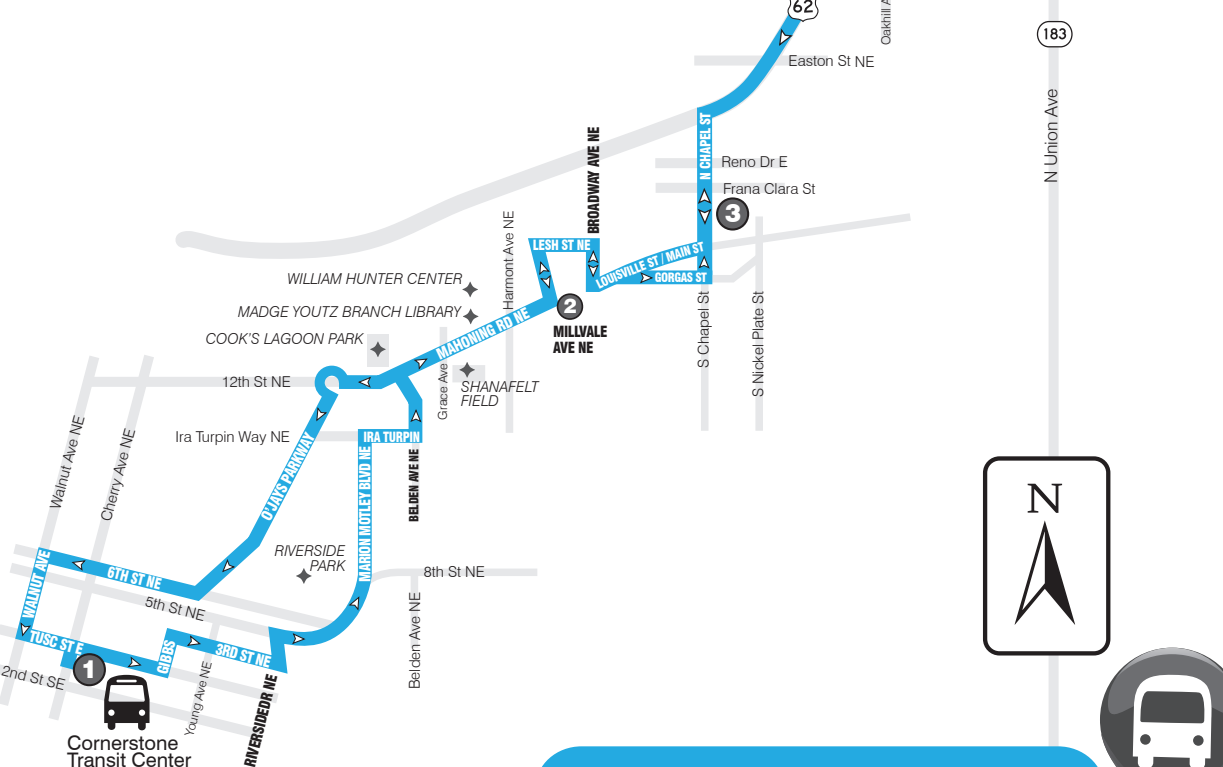 62
Oakhill A
183
Easton St NE
N Union Ave
BROADWAY AVE NE
N CHAPEL ST
Reno Dr E
Frana Clara St
3
Harmont Ave NE
LESH ST NE
LOUISVILLE ST / MAIN ST
GORGAS ST
WILLIAM HUNTER CENTER
MADGE YOUTZ BRANCH LIBRARY
COOK'S LAGOON PARK
2
MILLVALE
AVE NE
MAHONING RD NE
S Chapel St
S Nickel Plate St
12th St NE
Grace Ave
SHANAFELT
FIELD
Ira Turpin Way NE
IRA TURPIN
Walnut Ave NE
Cherry Ave NE
O'JAYS PARKWAY
MARION MOTLEY BLVD NE
BELDEN AVE NE
N
RIVERSIDE
PARK
8th St NE
WALNUT AVE
6TH ST NE
5th St NE
Belden Ave NE
TUSC ST E
GIBBS
3RD ST NE
1
2nd St SE
Young Ave NE
RIVERSIDEDR NE
Cornerstone
Transit Center